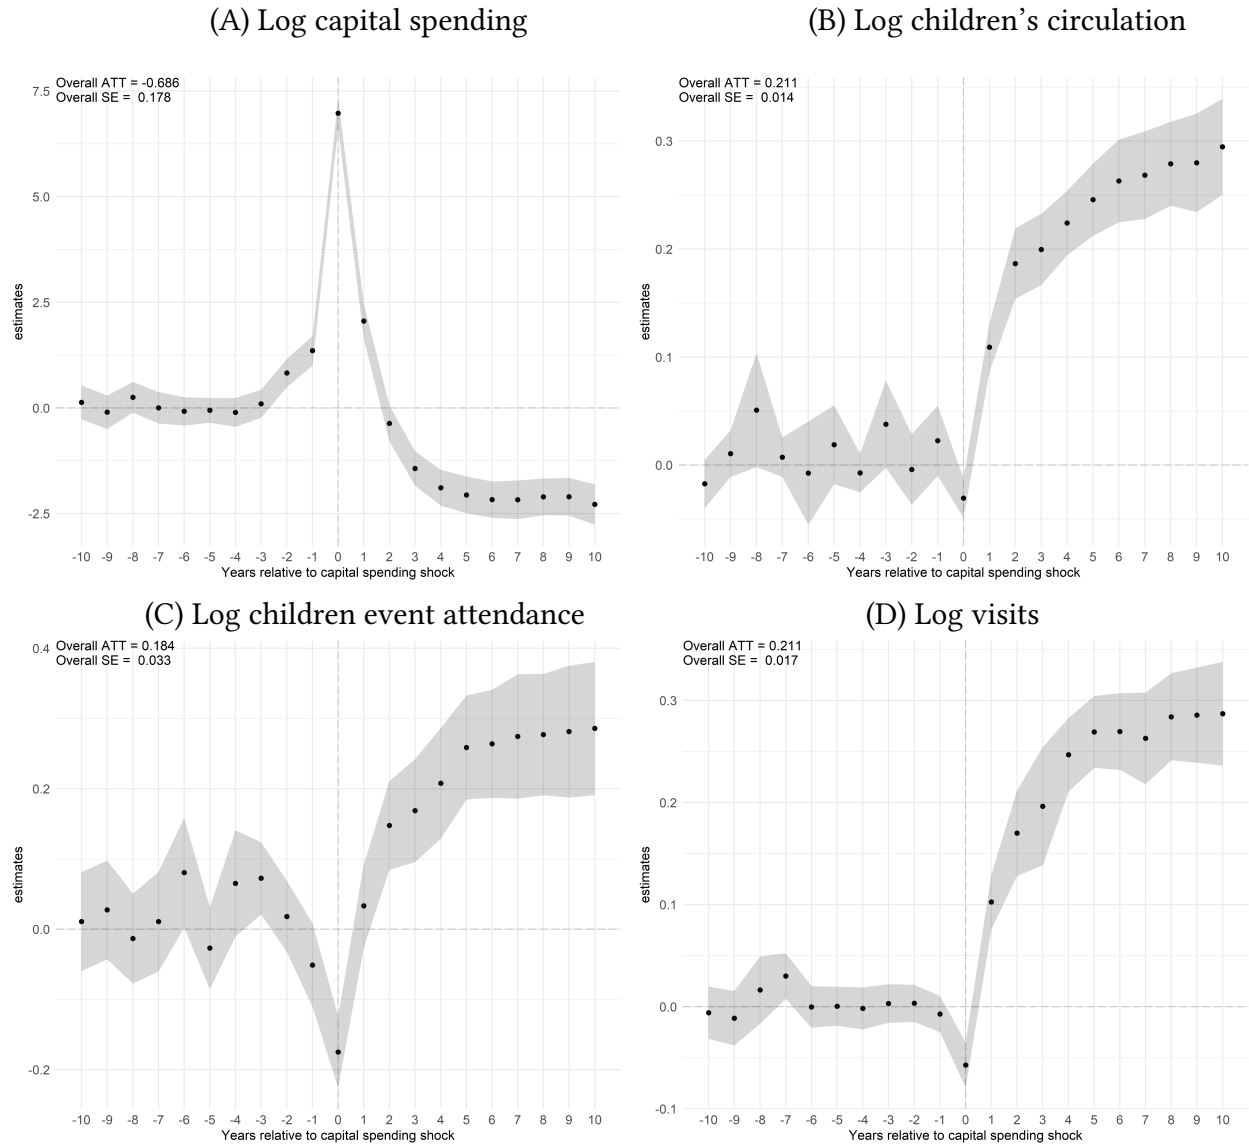 (A) Log capital spending
Overall ATT = -0.686
Overall SE =  0.178
7.5
5.0
2.5
0.0
-2.5
estimates
-10 -9 -8 -7 -6 -5 -4 -3 -2 -1 0 1 2 3 4 5 6 7 8 9 10
Years relative to capital spending shock
(B) Log children’s circulation
Overall ATT = 0.211
Overall SE =  0.014
0.3
0.2
0.1
0.0
estimates
-10 -9 -8 -7 -6 -5 -4 -3 -2 -1 0 1 2 3 4 5 6 7 8 9 10
Years relative to capital spending shock
(C) Log children event attendance
Overall ATT = 0.184
Overall SE =  0.033
0.4
0.2
0.0
-0.2
estimates
-10 -9 -8 -7 -6 -5 -4 -3 -2 -1 0 1 2 3 4 5 6 7 8 9 10
Years relative to capital spending shock
(D) Log visits
Overall ATT = 0.211
Overall SE =  0.017
0.3
0.2
0.1
0.0
-0.1
estimates
-10 -9 -8 -7 -6 -5 -4 -3 -2 -1 0 1 2 3 4 5 6 7 8 9 10
Years relative to capital spending shock